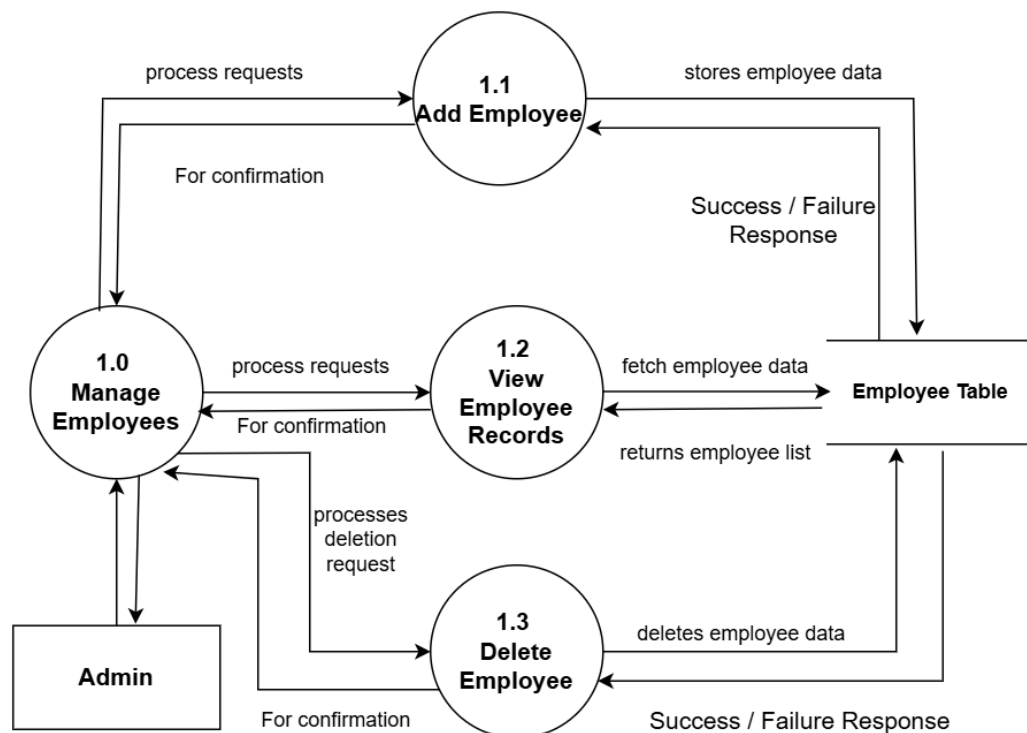 process requests
1.1
Add Employee
stores employee data
For confirmation
Success / Failure
Response
1.0
Manage
Employees
process requests
For confirmation
1.2
View
Employee
Records
fetch employee data
returns employee list
Employee Table
processes
deletion
request
Admin
1.3
Delete
Employee
deletes employee data
For confirmation
Success / Failure Response